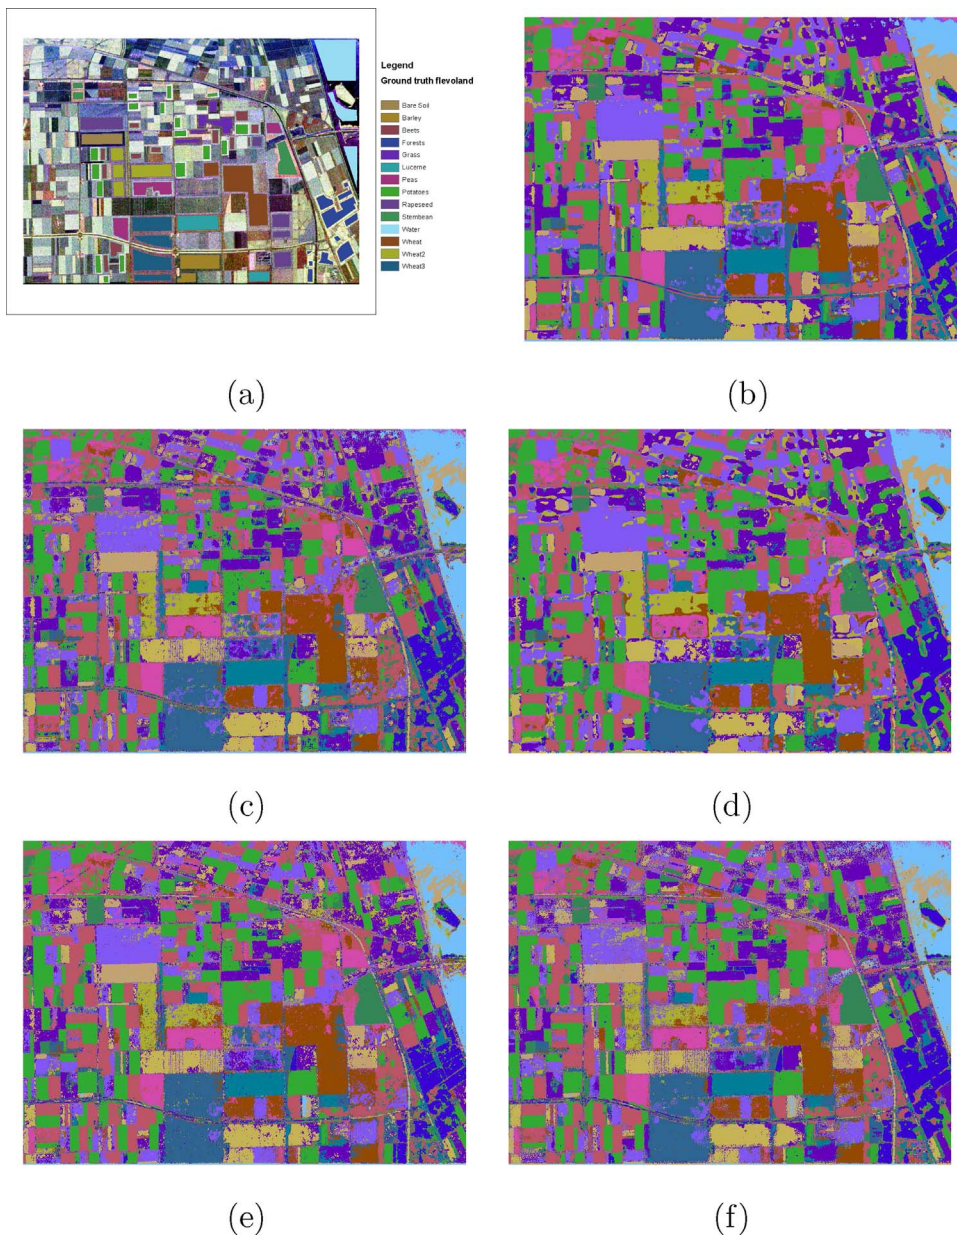 Legend
Ground truth flevoland
Bare Soil
Barley
Beets
Forests
Grass
Lucerne
Peas
Potatoes
Rapeseed
Stembean
Water
Wheat
Wheat2
Wheat3
(a)
(b)
(c)
(d)
(e)
(f)